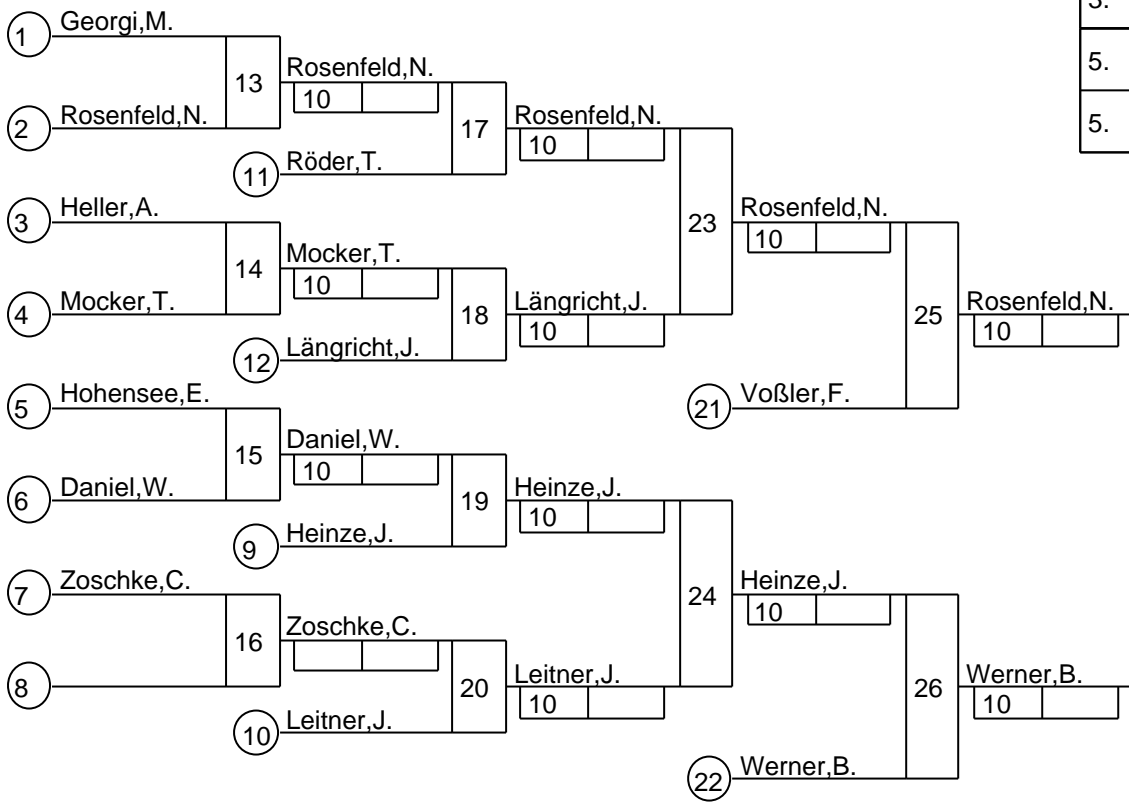 3.
1 Georgi,M.
13 Rosenfeld,N.
5.
10
2 Rosenfeld,N.
17 Rosenfeld,N.
10
5.
11 Röder,T.
3 Heller,A.
23 Rosenfeld,N.
10
14 Mocker,T.
10
4 Mocker,T.
18 Längricht,J.
10
25 Rosenfeld,N.
10
12 Längricht,J.
5 Hohensee,E.
21 Voßler,F.
15 Daniel,W.
10
6 Daniel,W.
19 Heinze,J.
10
9 Heinze,J.
7 Zoschke,C.
24 Heinze,J.
10
16 Zoschke,C.
8
20 Leitner,J.
10
26 Werner,B.
10
10 Leitner,J.
22 Werner,B.